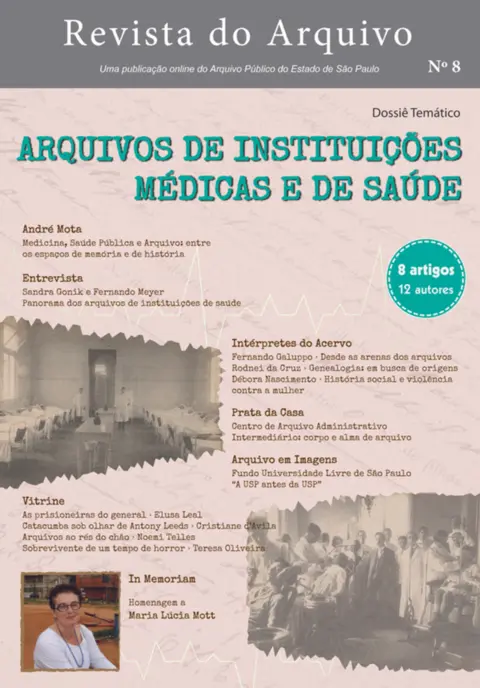 Revista do Arquivo
Uma publicação online do Arquivo Público do Estado de São Paulo
Nº 8
Dossiê Temático
ARQUIVOS DE INSTITUIÇÕES
MÉDICAS E DE SAÚDE
André Mota
Medicina, Saúde Pública e Arquivo: entre
os espaços de memória e de história
8 artigos
12 autores
Entrevista
Sandra Gonik e Fernando Meyer
Panorama dos arquivos de instituições de saúde
Intérpretes do Acervo
Fernando Galuppo · Desde as arenas dos arquivos
Rodnei da Cruz · Genealogia: em busca de origens
Débora Nascimento · História social e violência
contra a mulher
Prata da Casa
Centro de Arquivo Administrativo
Intermediário: corpo e alma de arquivo
Arquivo em Imagens
Fundo Universidade Livre de São Paulo
"A USP antes da USP"
Vitrine
As prisioneiras do general · Elusa Leal
Catacumba sob olhar de Antony Leeds · Cristiane d'Avila
Arquivos ao rés do chão · Noemi Telles
Sobrevivente de um tempo de horror · Teresa Oliveira
In Memoriam
Homenagem a
Maria Lúcia Mott